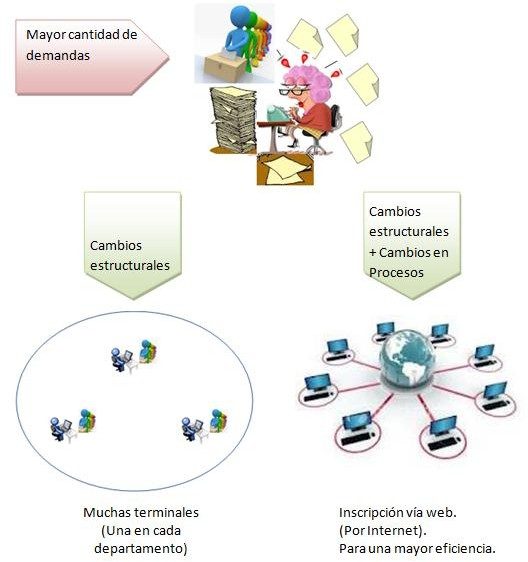 Mayor cantidad de
demandas
Cambios
estructurales
Cambios
estructurales
+ Cambios en
Procesos
Muchas terminales
(Una en cada
departamento)
Inscripción vía web.
(Por Internet).
Para una mayor eficiencia.